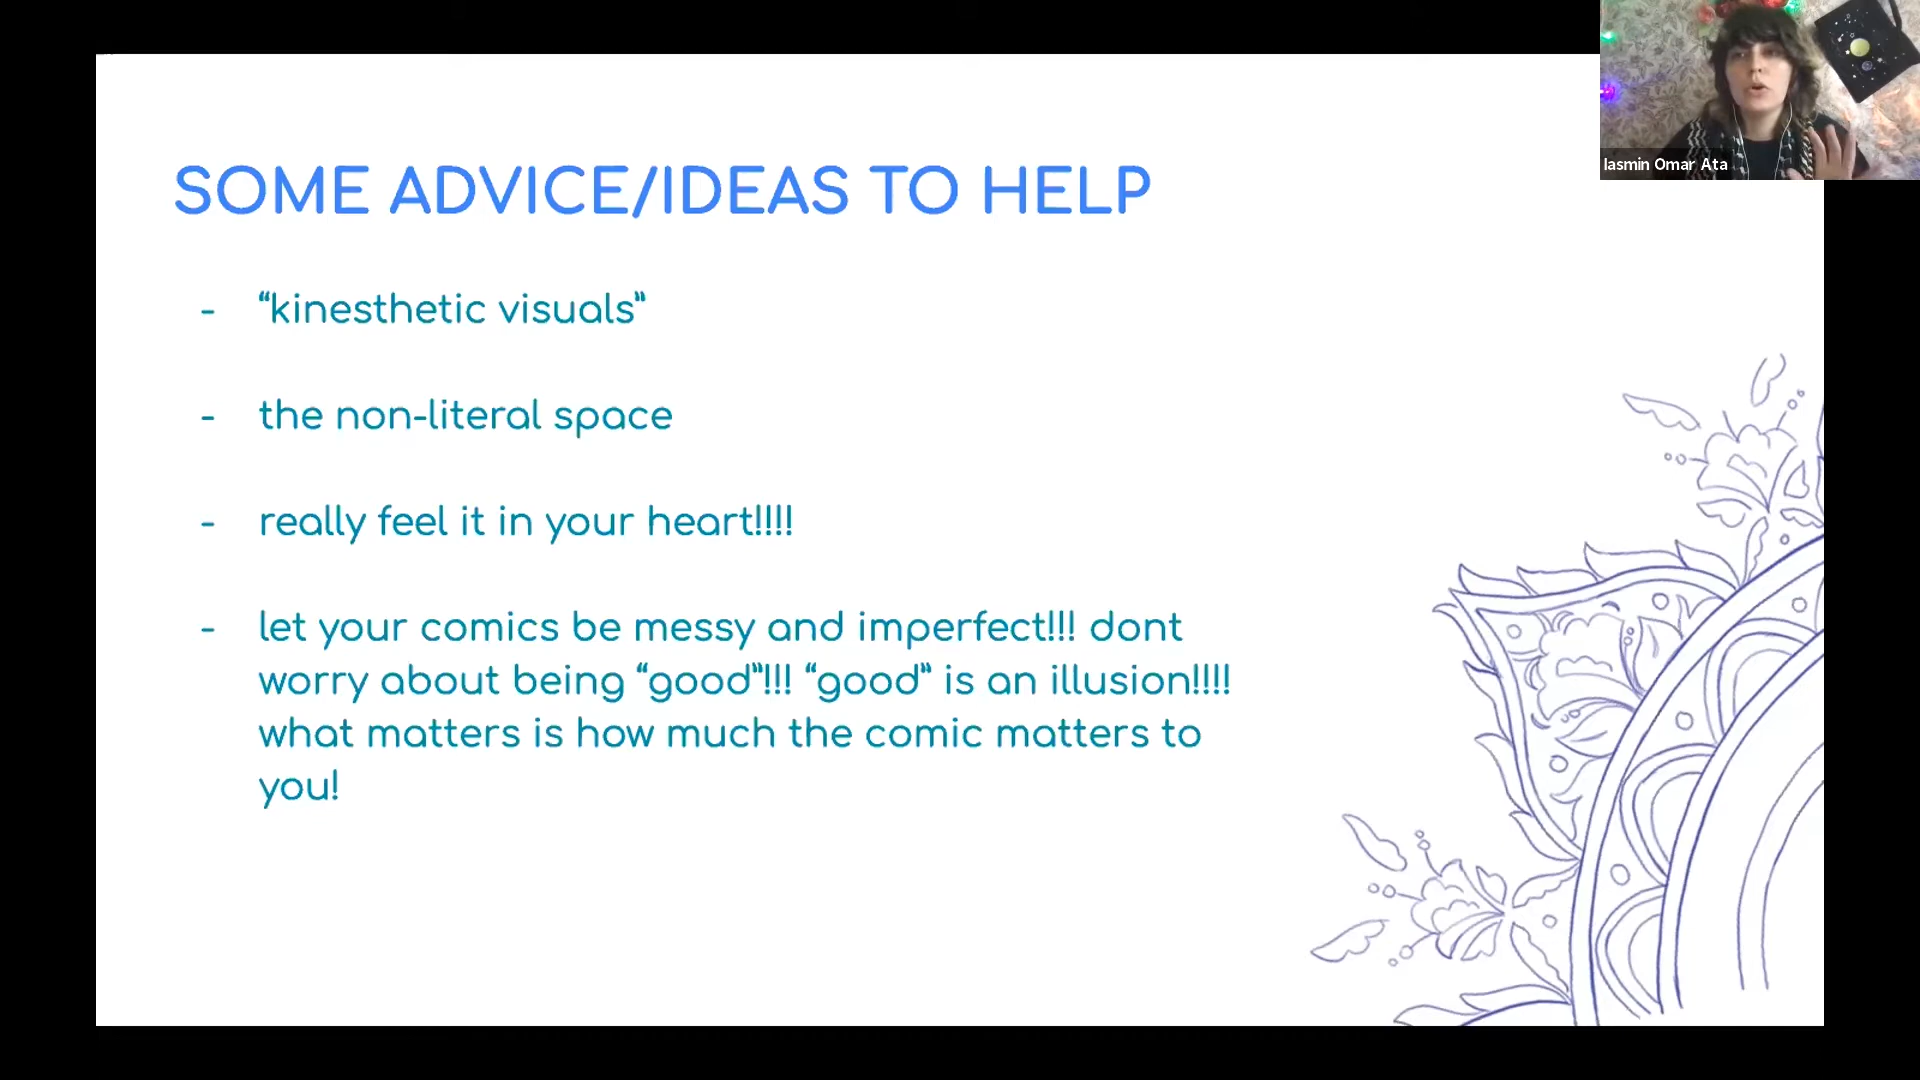 Iasmin Omar Ata
SOME ADVICE/IDEAS TO HELP
- “kinesthetic visuals”
- the non-literal space
- really feel it in your heart!!!!
- let your comics be messy and imperfect!!! dont
worry about being “good”!!! “good” is an illusion!!!!
what matters is how much the comic matters to
you!